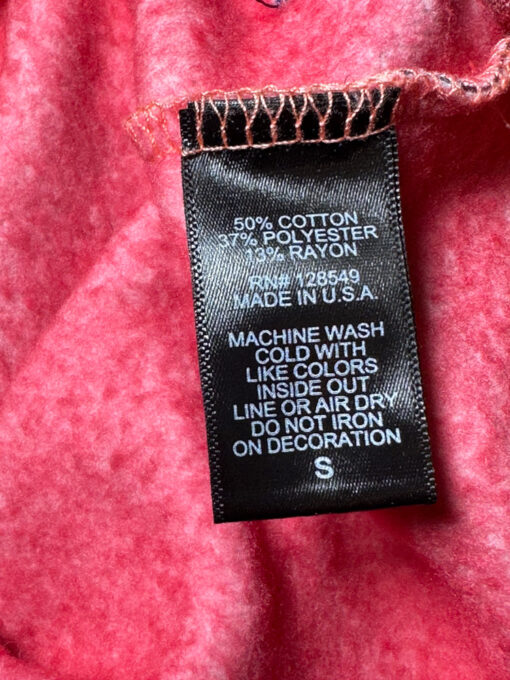 50% COTTON
37% POLYESTER
13% RAYON
RN# 128549
MADE IN U.S.A.
MACHINE WASH
COLD WITH
LIKE COLORS
INSIDE OUT
LINE OR AIR DRY
DO NOT IRON
ON DECORATION
S